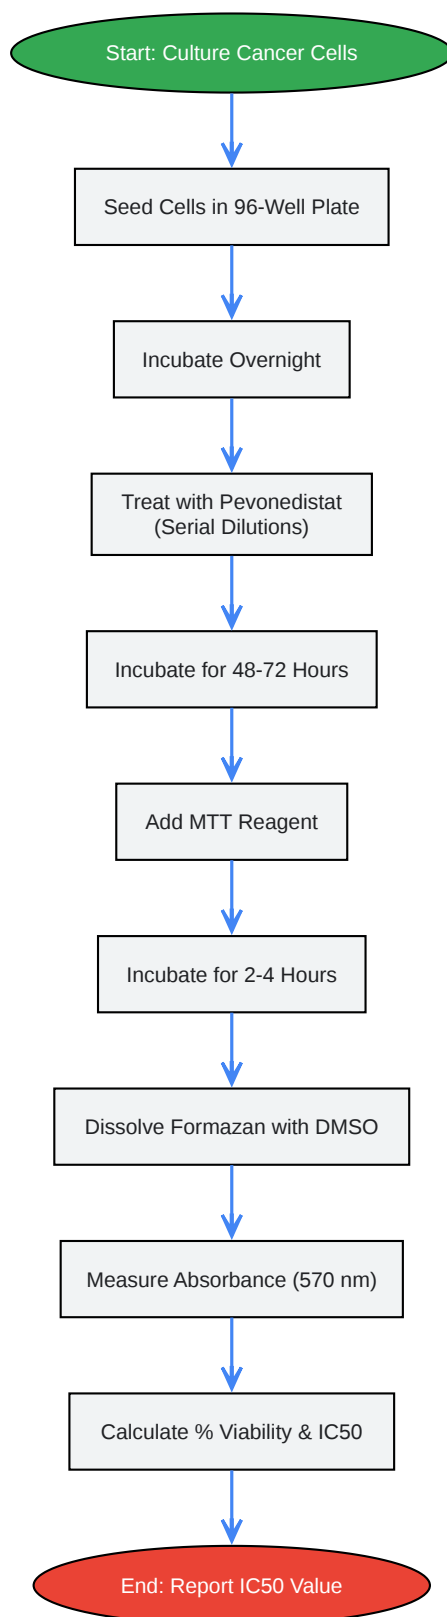 Start: Culture Cancer Cells
Seed Cells in 96-Well Plate
Incubate Overnight
Treat with Pevonedistat
(Serial Dilutions)
Incubate for 48-72 Hours
Add MTT Reagent
Incubate for 2-4 Hours
Dissolve Formazan with DMSO
Measure Absorbance (570 nm)
Calculate % Viability & IC50
End: Report IC50 Value